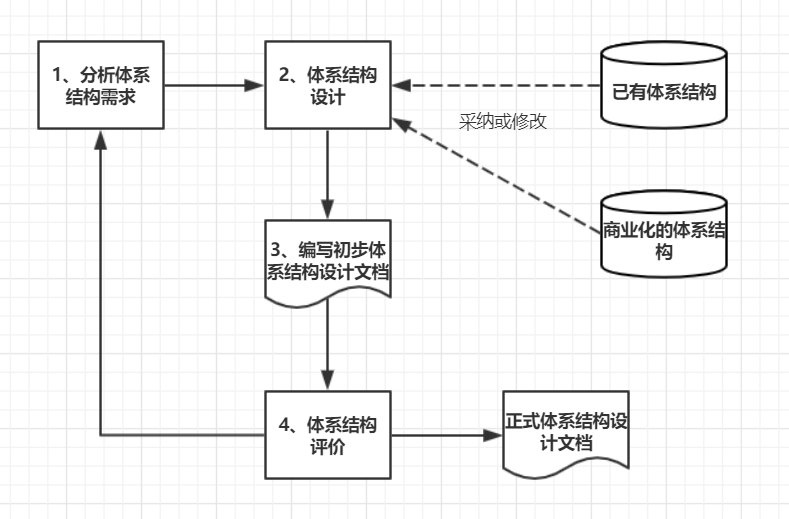 1、分析体系
结构需求
2、体系结构
设计
已有体系结构
采纳或修改
商业化的体系结
构
3、编写初步体
系结构设计文档
4、体系结构
评价
正式体系结构设
计文档